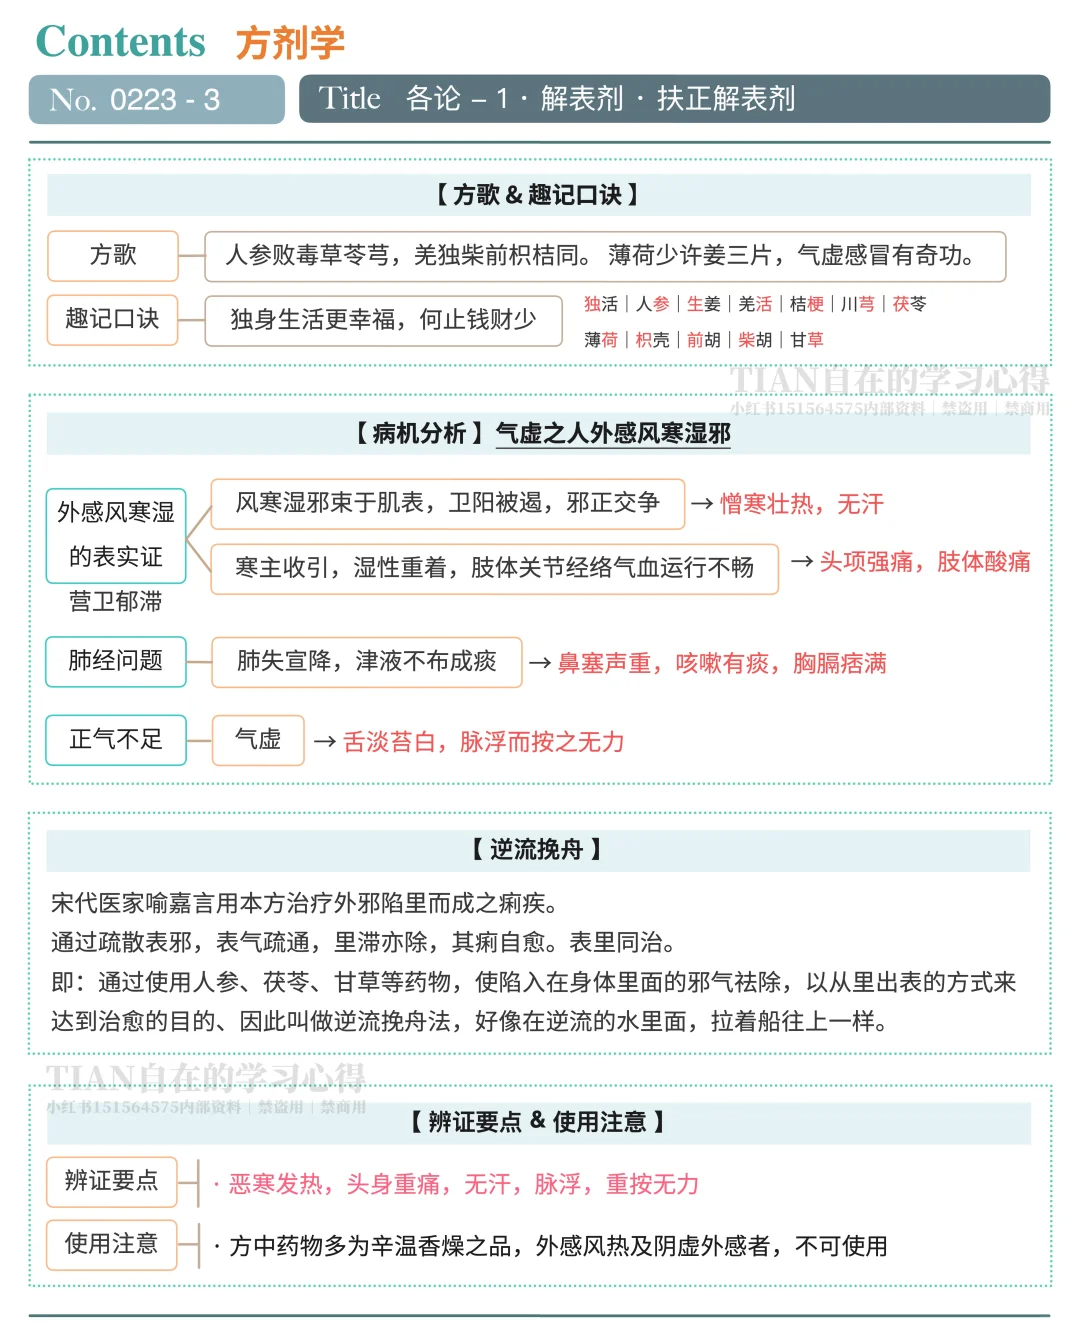 Contents 方剂学
No. 0223 - 3
Title 各论 – 1 · 解表剂 · 扶正解表剂
【 方歌 & 趣记口诀 】
方歌
人参败毒草苓芎，羌独柴前枳桔同。 薄荷少许姜三片，气虚感冒有奇功。
趣记口诀
独身生活更幸福，何止钱财少
独活｜人参｜生姜｜羌活｜桔梗｜川芎｜茯苓
薄荷｜枳壳｜前胡｜柴胡｜甘草
TIAN自在的学习心得
小红书151564575内部资料｜禁盗用｜禁商用
【 病机分析 】气虚之人外感风寒湿邪
外感风寒湿
的表实证
营卫郁滞
风寒湿邪束于肌表，卫阳被遏，邪正交争
→ 憎寒壮热，无汗
寒主收引，湿性重着，肢体关节经络气血运行不畅
→ 头项强痛，肢体酸痛
肺经问题
肺失宣降，津液不布成痰
→ 鼻塞声重，咳嗽有痰，胸膈痞满
正气不足
气虚
→ 舌淡苔白，脉浮而按之无力
【 逆流挽舟 】
宋代医家喻嘉言用本方治疗外邪陷里而成之痢疾。
通过疏散表邪，表气疏通，里滞亦除，其痢自愈。表里同治。
即：通过使用人参、茯苓、甘草等药物，使陷入在身体里面的邪气祛除，以从里出表的方式来
达到治愈的目的、因此叫做逆流挽舟法，好像在逆流的水里面，拉着船往上一样。
TIAN自在的学习心得
小红书151564575内部资料｜禁盗用｜禁商用
【 辨证要点 & 使用注意 】
辨证要点
· 恶寒发热，头身重痛，无汗，脉浮，重按无力
使用注意
· 方中药物多为辛温香燥之品，外感风热及阴虚外感者，不可使用